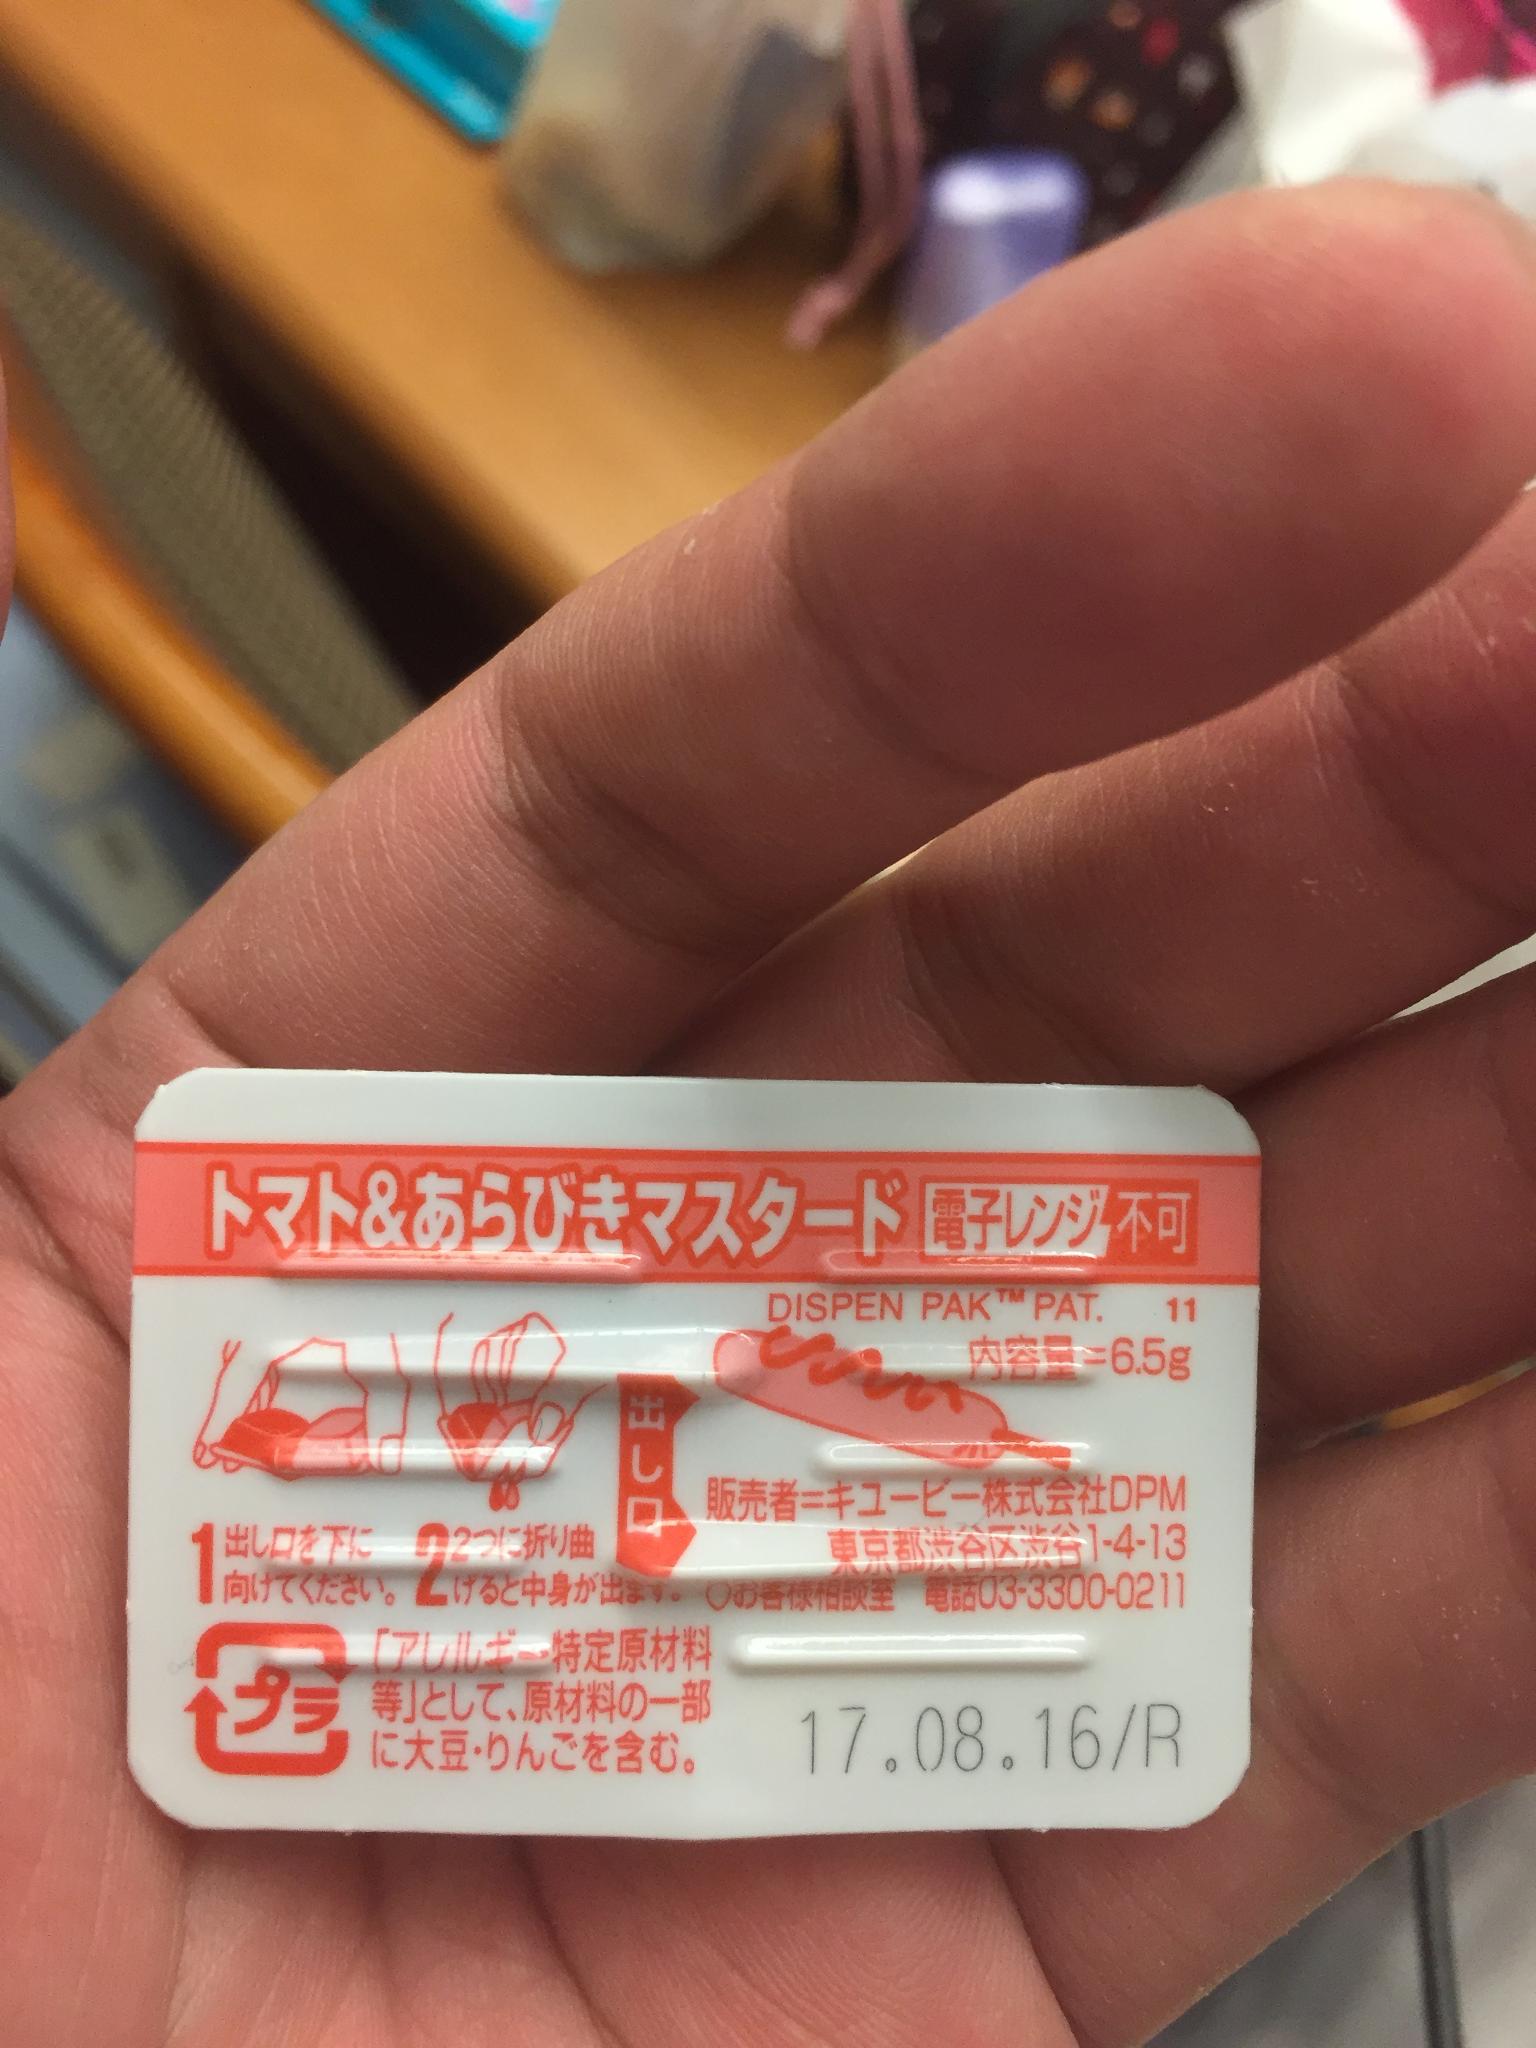 トマト&あらびきマスタード 電子レンジ不可
DISPEN PAK™ PAT. 11
内容量=6.5g
出し口
1 出し口を下に
向けてください。
2 2つに折り曲
げると中身が出ます。
販売者=キユーピー株式会社DPM
東京都渋谷区渋谷1-4-13
○お客様相談室 電話03-3300-0211
プラ
「アレルギー特定原材料
等」として、原材料の一部
に大豆・りんごを含む。
17.08.16/R